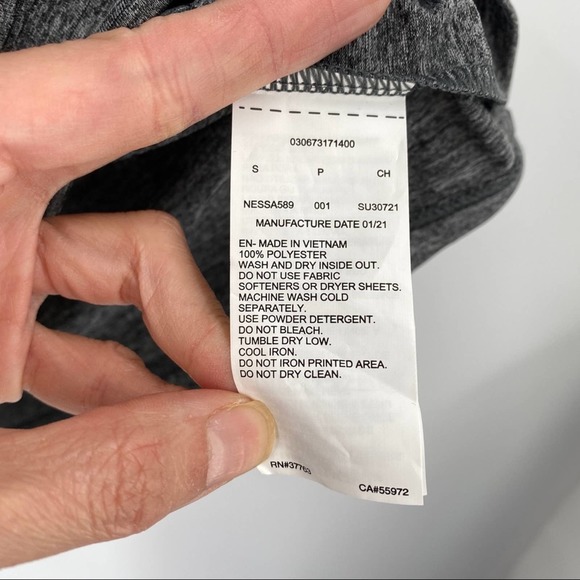 030673171400
S P CH
NESSA589 001 SU30721
MANUFACTURE DATE 01/21
EN- MADE IN VIETNAM
100% POLYESTER
WASH AND DRY INSIDE OUT.
DO NOT USE FABRIC
SOFTENERS OR DRYER SHEETS.
MACHINE WASH COLD
SEPARATELY.
USE POWDER DETERGENT.
DO NOT BLEACH.
TUMBLE DRY LOW.
COOL IRON.
DO NOT IRON PRINTED AREA.
DO NOT DRY CLEAN.
RN#37763
CA#55972